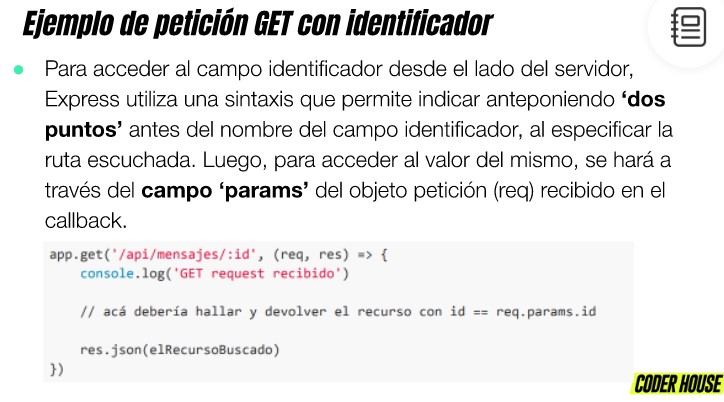 Ejemplo de petición GET con identificador
● Para acceder al campo identificador desde el lado del servidor,
Express utiliza una sintaxis que permite indicar anteponiendo ‘dos
puntos’ antes del nombre del campo identificador, al especificar la
ruta escuchada. Luego, para acceder al valor del mismo, se hará a
través del campo ‘params’ del objeto petición (req) recibido en el
callback.
app.get('/api/mensajes/:id', (req, res) => {
    console.log('GET request recibido')
    // acá debería hallar y devolver el recurso con id == req.params.id
    res.json(elRecursoBuscado)
})
CODER HOUSE